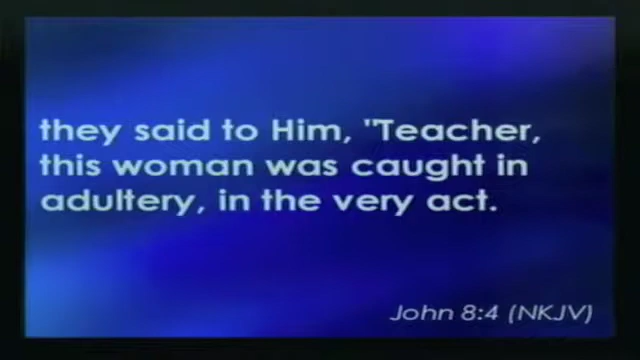 they said to Him, "Teacher,
this woman was caught in
adultery, in the very act.
John 8:4 (NKJV)